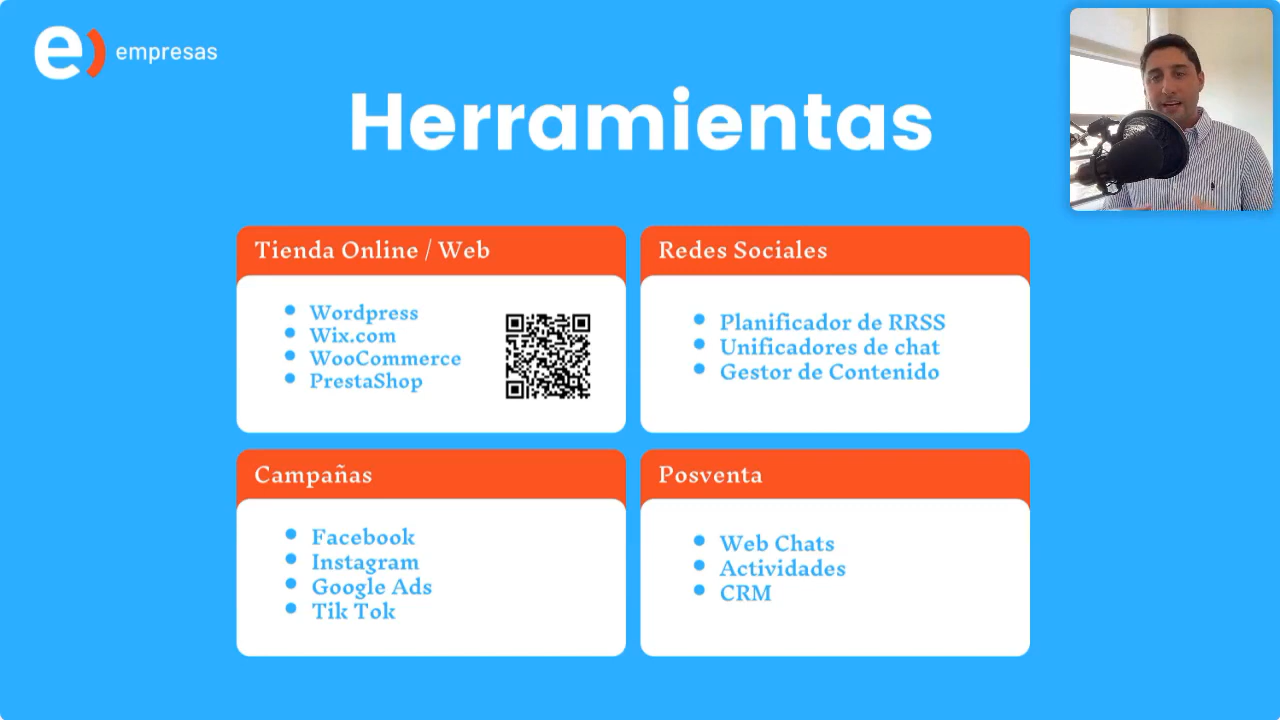 e) empresas
Herramientas
Tienda Online / Web
Wordpress
Wix.com
WooCommerce
PrestaShop
Redes Sociales
Planificador de RRSS
Unificadores de chat
Gestor de Contenido
Campañas
Facebook
Instagram
Google Ads
Tik Tok
Posventa
Web Chats
Actividades
CRM